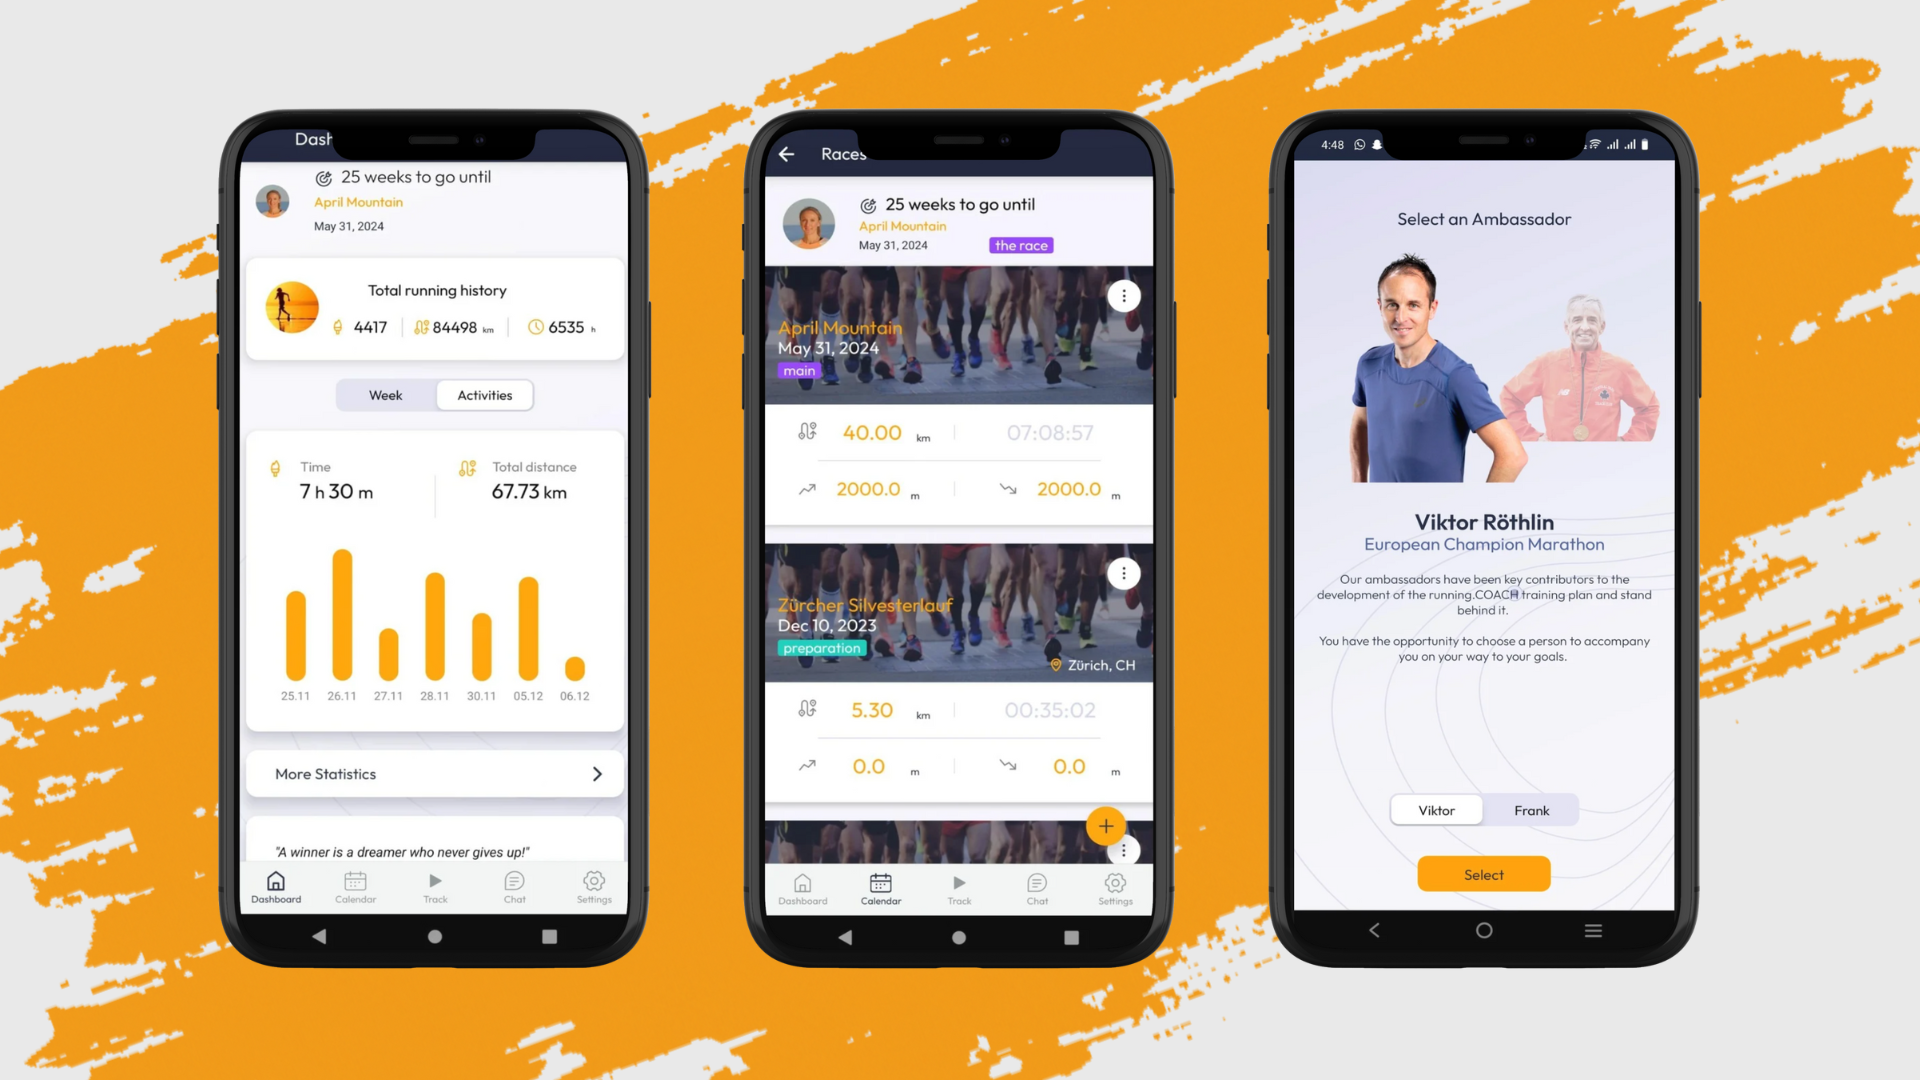 Dash
25 weeks to go until
April Mountain
May 31, 2024
Total running history
4417
84498 km
6535 h
Week
Activities
Time
7 h 30 m
Total distance
67.73 km
25.11 26.11 27.11 28.11 30.11 05.12 06.12
More Statistics
"A winner is a dreamer who never gives up!"
Dashboard Calendar Track Chat Settings
Races
25 weeks to go until
April Mountain
May 31, 2024
the race
April Mountain
May 31, 2024
main
40.00 km 07:08:57
2000.0 m 2000.0 m
Zürcher Silvesterlauf
Dec 10, 2023
preparation
Zürich, CH
5.30 km 00:35:02
0.0 m 0.0 m
+
Dashboard Calendar Track Chat Settings
4:48
Select an Ambassador
Viktor Röthlin
European Champion Marathon
Our ambassadors have been key contributors to the
development of the running.COACH training plan and stand
behind it.
You have the opportunity to choose a person to accompany
you on your way to your goals.
Viktor
Frank
Select